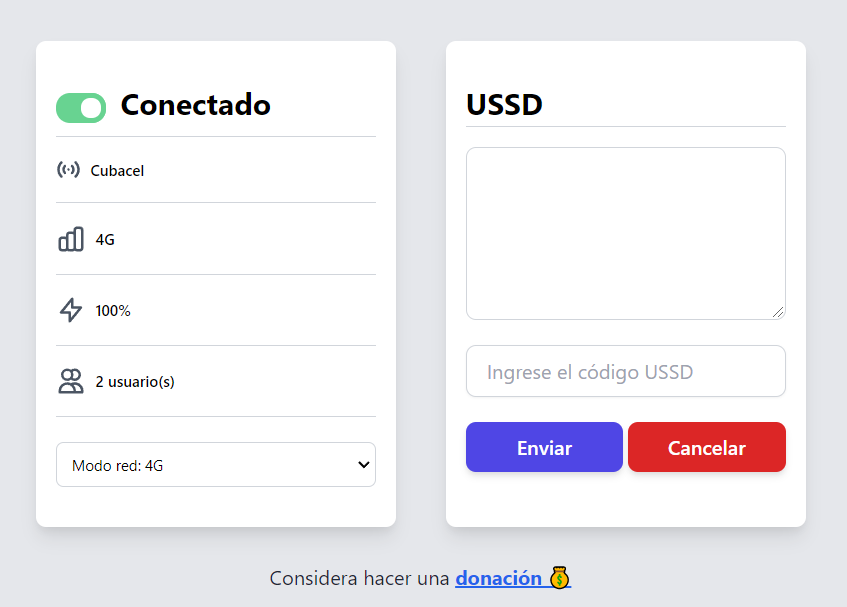 Conectado
Cubacel
4G
100%
2 usuario(s)
Modo red: 4G
USSD
Ingrese el código USSD
Enviar
Cancelar
Considera hacer una donación 💰